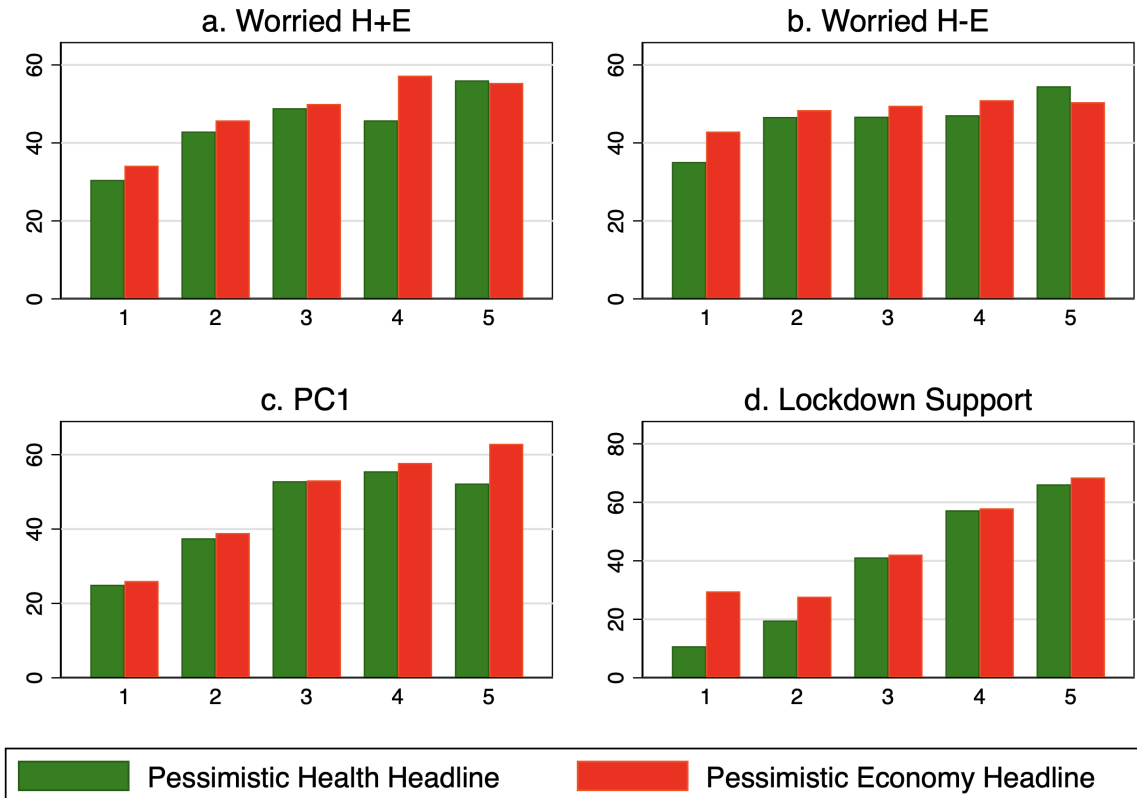 a. Worried H+E
60
40
20
0
1 2 3 4 5
b. Worried H-E
60
40
20
0
1 2 3 4 5
c. PC1
60
40
20
0
1 2 3 4 5
d. Lockdown Support
80
60
40
20
0
1 2 3 4 5
Pessimistic Health Headline
Pessimistic Economy Headline